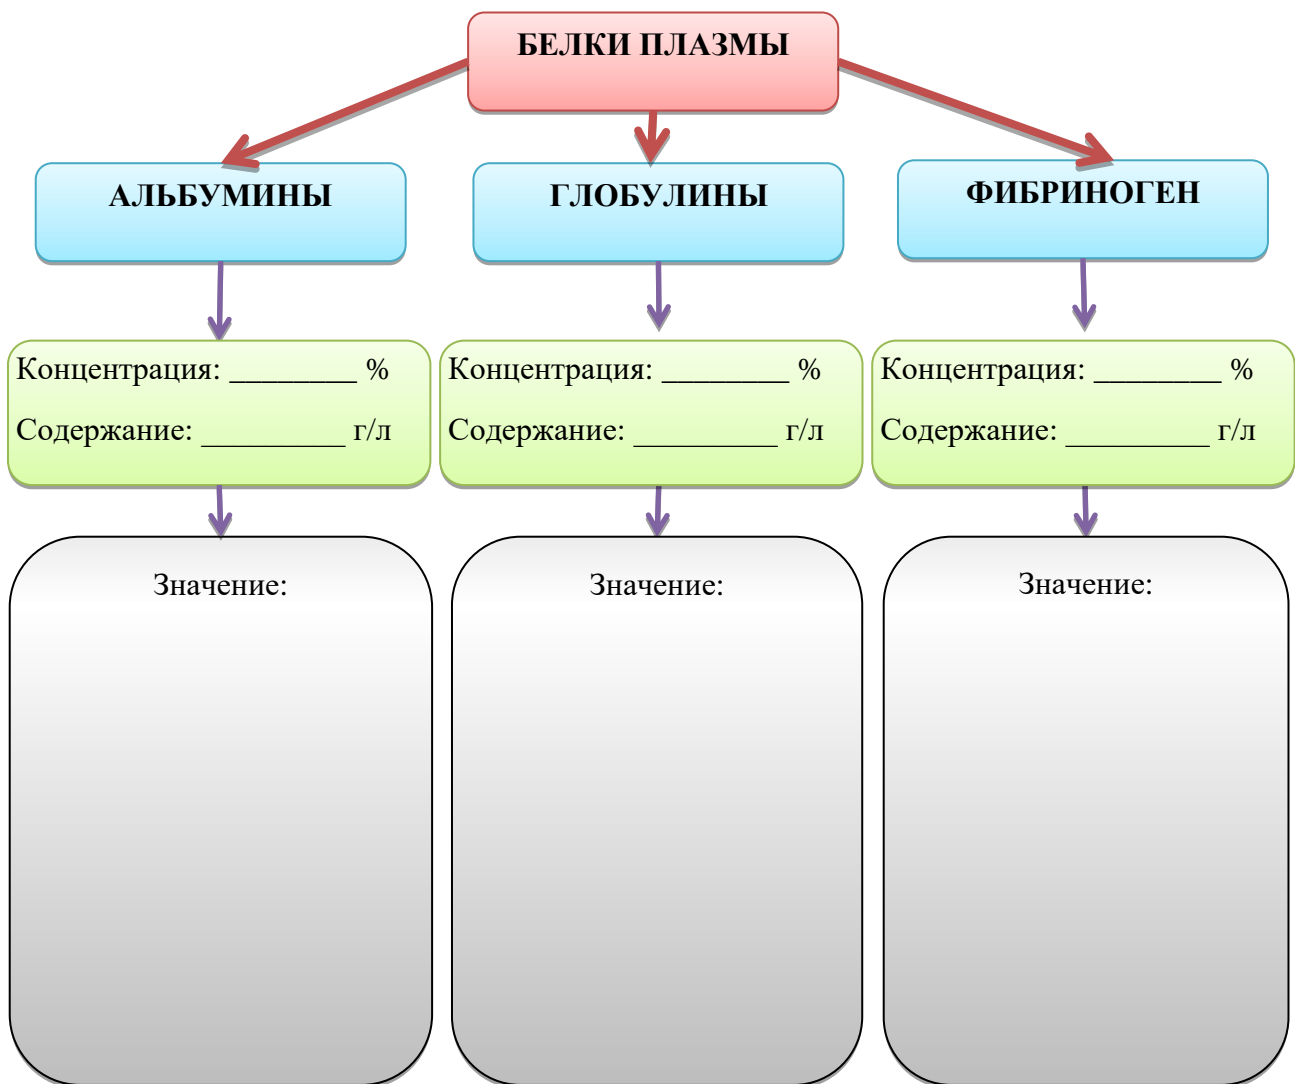 БЕЛКИ ПЛАЗМЫ
АЛЬБУМИНЫ
ГЛОБУЛИНЫ
ФИБРИНОГЕН
Концентрация: ________ %
Содержание: _________ г/л
Концентрация: ________ %
Содержание: _________ г/л
Концентрация: ________ %
Содержание: _________ г/л
Значение:
Значение:
Значение: